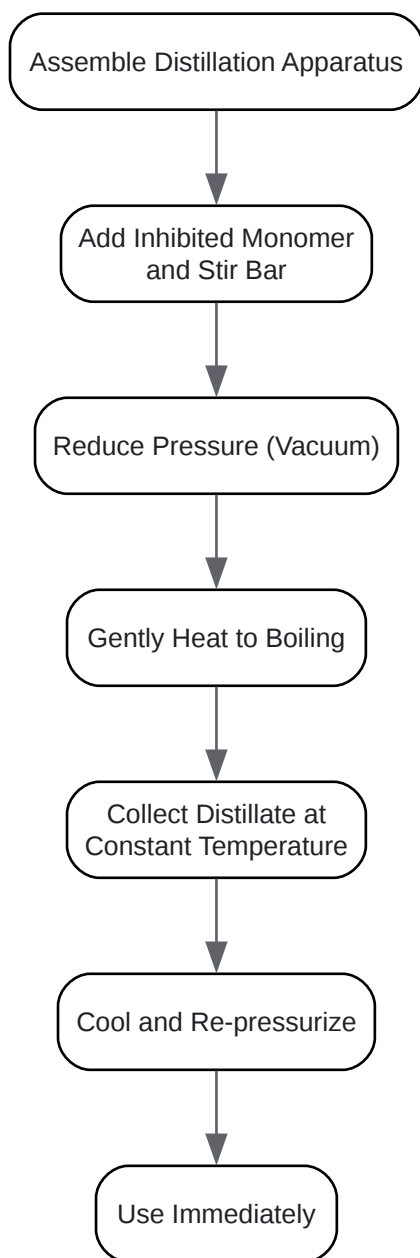 Assemble Distillation Apparatus
Add Inhibited Monomer
and Stir Bar
Reduce Pressure (Vacuum)
Gently Heat to Boiling
Collect Distillate at
Constant Temperature
Cool and Re-pressurize
Use Immediately